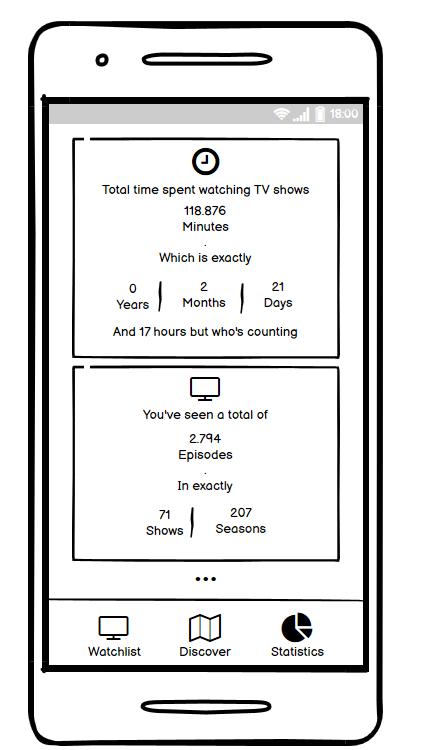 18:00
Total time spent watching TV shows
118.876
Minutes
.
Which is exactly
0 2 21
Years Months Days
And 17 hours but who's counting
You've seen a total of
2.794
Episodes
.
In exactly
71 207
Shows Seasons
...
Watchlist Discover Statistics